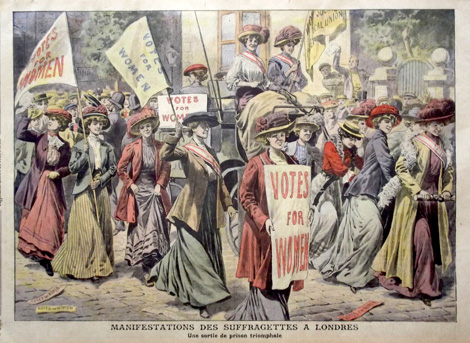 VOTES
FOR
WOMEN
VOTES
FOR
WOMEN
VOTES
FOR
WOMEN
VOTES
FOR
WOMEN
MANIFESTATIONS DES SUFFRAGETTES A LONDRES
Une sortie de prison triomphale